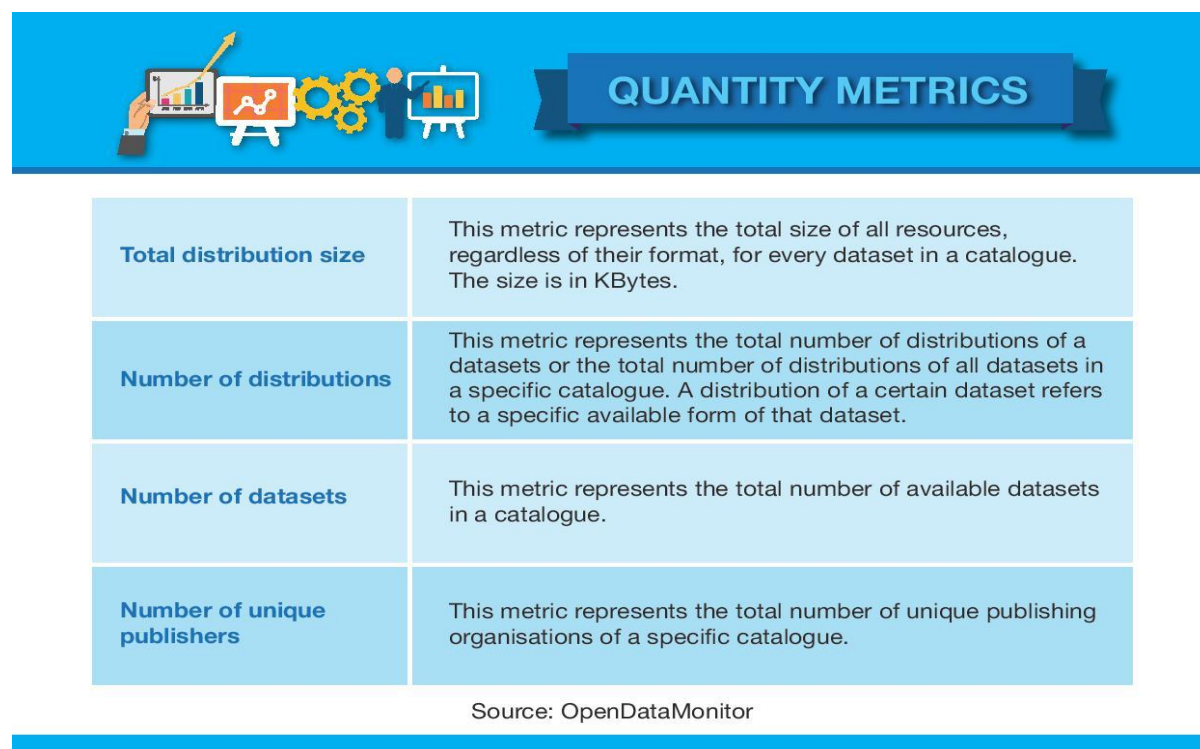 QUANTITY METRICS
Total distribution size
This metric represents the total size of all resources,
regardless of their format, for every dataset in a catalogue.
The size is in KBytes.
Number of distributions
This metric represents the total number of distributions of a
datasets or the total number of distributions of all datasets in
a specific catalogue. A distribution of a certain dataset refers
to a specific available form of that dataset.
Number of datasets
This metric represents the total number of available datasets
in a catalogue.
Number of unique
publishers
This metric represents the total number of unique publishing
organisations of a specific catalogue.
Source: OpenDataMonitor